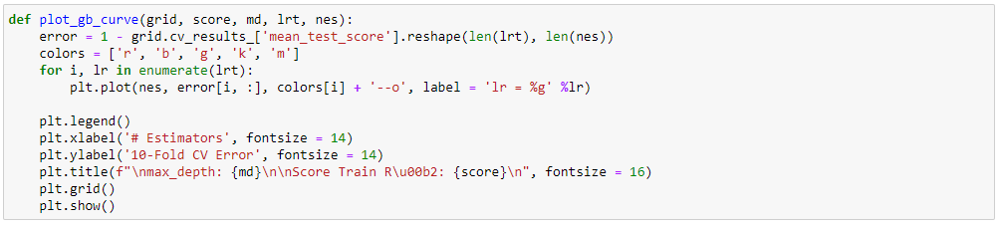 def plot_gb_curve(grid, score, md, lrt, nes):
    error = 1 - grid.cv_results_['mean_test_score'].reshape(len(lrt), len(nes))
    colors = ['r', 'b', 'g', 'k', 'm']
    for i, lr in enumerate(lrt):
        plt.plot(nes, error[i, :], colors[i] + '--o', label = 'lr = %g' %lr)

    plt.legend()
    plt.xlabel('# Estimators', fontsize = 14)
    plt.ylabel('10-Fold CV Error', fontsize = 14)
    plt.title(f"\nmax_depth: {md}\n\nScore Train R\u00b2: {score}\n", fontsize = 16)
    plt.grid()
    plt.show()